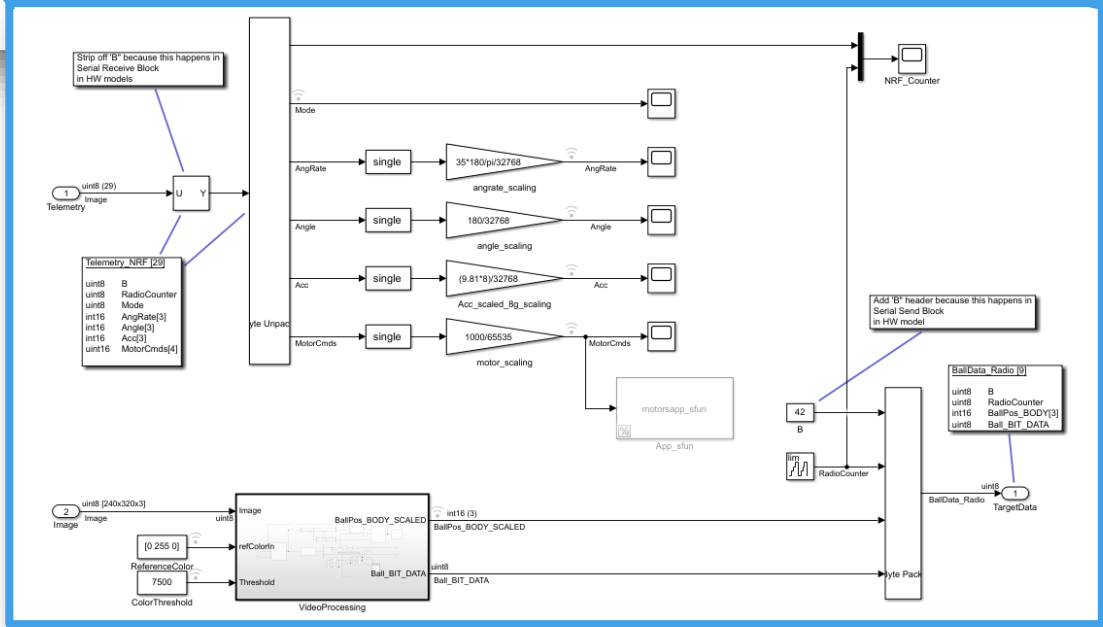 Strip off 'B" because this happens in
Serial Receive Block
in HW models
NRF_Counter
Mode
uint8 (29)
1
Image
Telemetry
U
Y
AngRate
single
35*180/pi/32768
angrate_scaling
AngRate
Angle
single
180/32768
angle_scaling
Angle
Telemetry_NRF [29]
uint8 B
uint8 RadioCounter
uint8 Mode
int16 AngRate[3]
int16 Angle[3]
int16 Acc[3]
uint16 MotorCmds[4]
Acc
single
(9.81*8)/32768
Acc_scaled_8g_scaling
Acc
yte Unpac
MotorCmds
single
1000/65535
motor_scaling
MotorCmds
Add 'B" header because this happens in
Serial Send Block
in HW model
motorsapp_sfun
App_sfun
BallData_Radio [9]
uint8 B
uint8 RadioCounter
int16 BallPos_BODY[3]
uint8 Ball_BIT_DATA
42
B
lim
RadioCounter
uint8
BallData_Radio
1
TargetData
Byte Pack
2
uint8 [240x320x3]
Image
Image
uint8
Image
refColorIn
Threshold
BallPos_BODY_SCALED
Ball_BIT_DATA
int16 (3)
BallPos_BODY_SCALED
uint8
Ball_BIT_DATA
[0 255 0]
ReferenceColor
7500
ColorThreshold
VideoProcessing